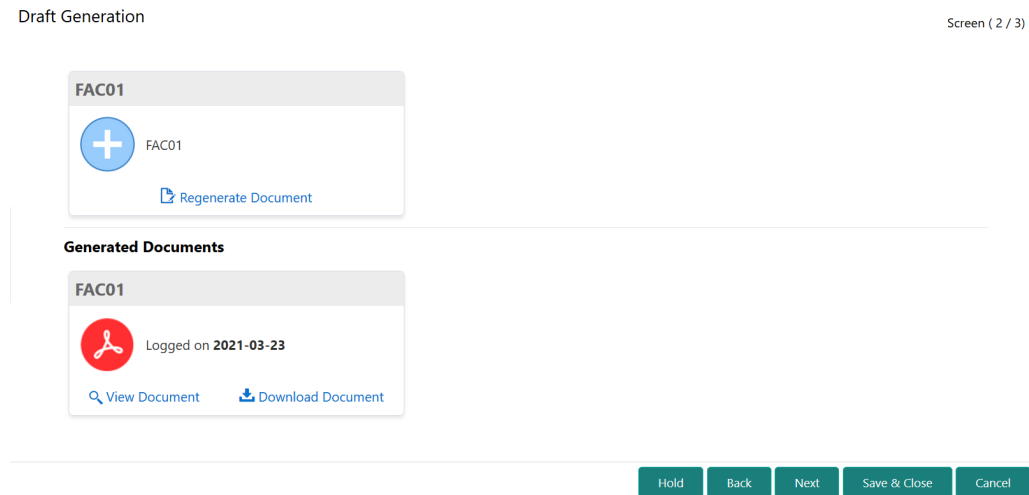 Draft Generation
Screen ( 2 / 3)
FAC01
FAC01
Regenerate Document
Generated Documents
FAC01
Logged on 2021-03-23
View Document Download Document
Hold Back Next Save & Close Cancel